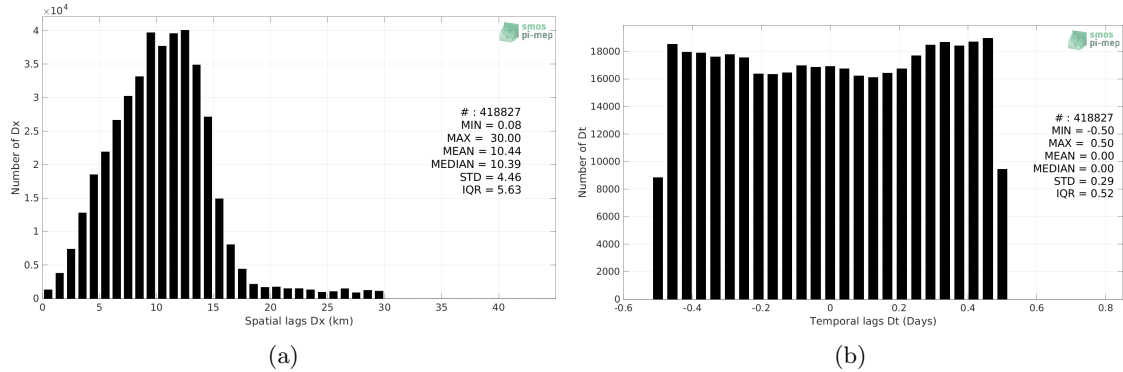 ×10⁴
4
3.5
3
2.5
2
1.5
1
0.5
0
Number of Dx
0 5 10 15 20 25 30 35 40
Spatial lags Dx (km)
smos
pi-mep
# : 418827
MIN = 0.08
MAX = 30.00
MEAN = 10.44
MEDIAN = 10.39
STD = 4.46
IQR = 5.63
(a)
18000
16000
14000
12000
10000
8000
6000
4000
2000
0
Number of Dt
-0.6 -0.4 -0.2 0 0.2 0.4 0.6 0.8
Temporal lags Dt (Days)
smos
pi-mep
# : 418827
MIN = -0.50
MAX = 0.50
MEAN = 0.00
MEDIAN = 0.00
STD = 0.29
IQR = 0.52
(b)